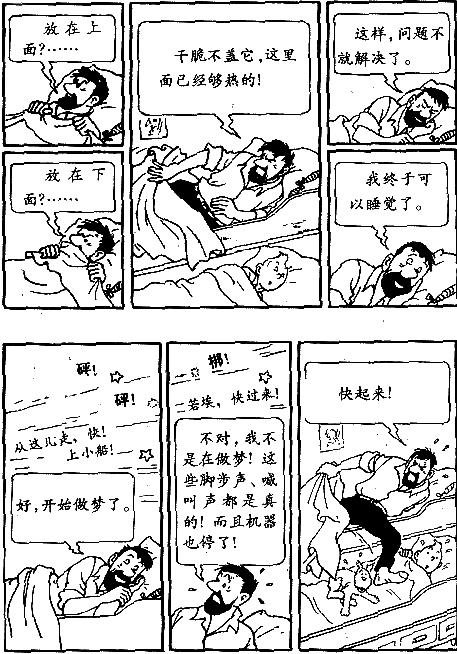 放在上
面?……
放在下
面?……
干脆不盖它,这里
面已经够热的!
这样,问题不
就解决了。
我终于可
以睡觉了。
砰!
砰!
从这儿走,快!
上小船!
好,开始做梦了。
梆!
若埃,快过来!
不对,我不
是在做梦!这
些脚步声、喊
叫声都是真
的!而且机器
也停了!
快起来!